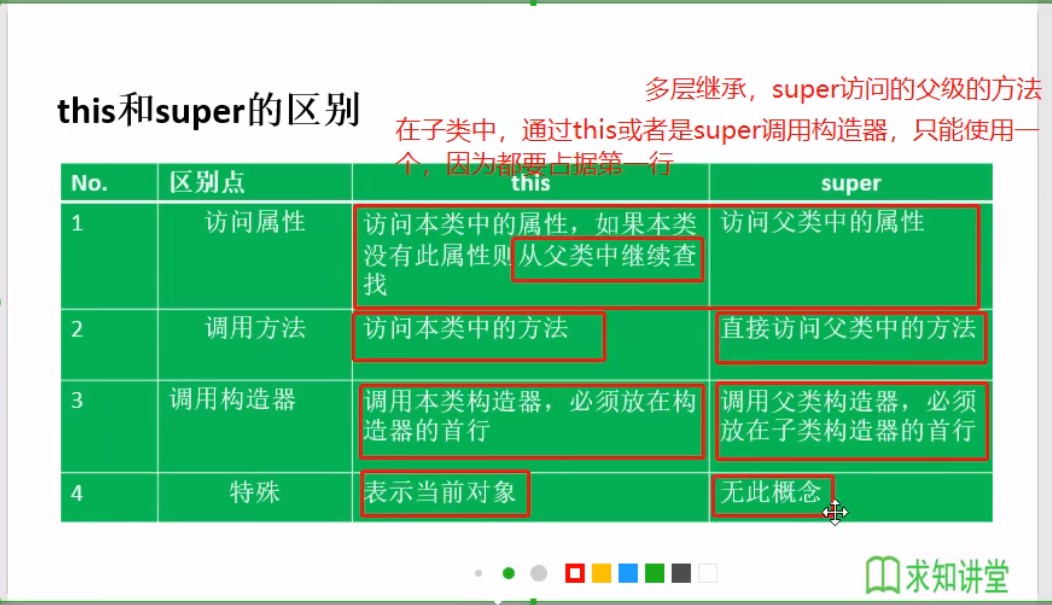 多层继承，super访问的父级的方法
this和super的区别
在子类中，通过this或者是super调用构造器，只能使用一
个，因为都要占据第一行
No.
区别点
this
super
1
访问属性
访问本类中的属性，如果本类
没有此属性则从父类中继续查
找
访问父类中的属性
2
调用方法
访问本类中的方法
直接访问父类中的方法
3
调用构造器
调用本类构造器，必须放在构
造器的首行
调用父类构造器，必须
放在子类构造器的首行
4
特殊
表示当前对象
无此概念
求知讲堂